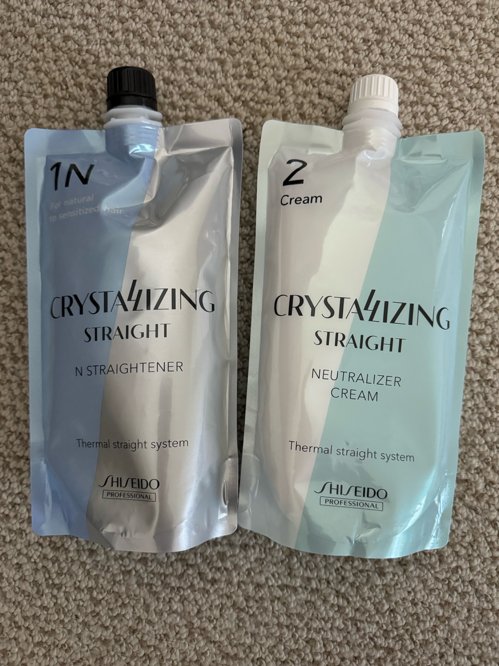 1N
For natural
to sensitized hair
CRYSTALLIZING
STRAIGHT
N STRAIGHTENER
Thermal straight system
SHISEIDO
PROFESSIONAL
2
Cream
CRYSTALLIZING
STRAIGHT
NEUTRALIZER
CREAM
Thermal straight system
SHISEIDO
PROFESSIONAL